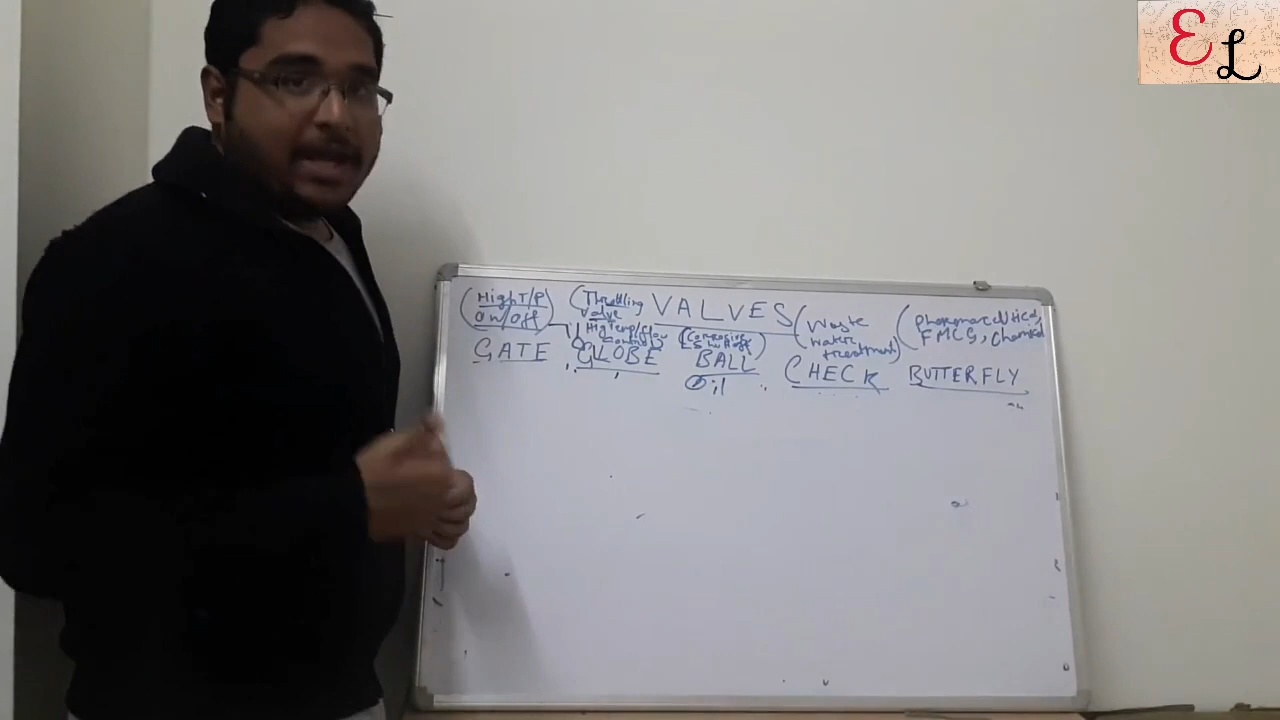 EL
VALVES
(High T/P)
on/off
GATE
(Throttling
valve
High Temp/flow
GLOBE
(Corrosive
BALL
Oil
(Waste
water
treatment)
CHECK
(pharmaceutical,
FMCG, chemical
BUTTERFLY